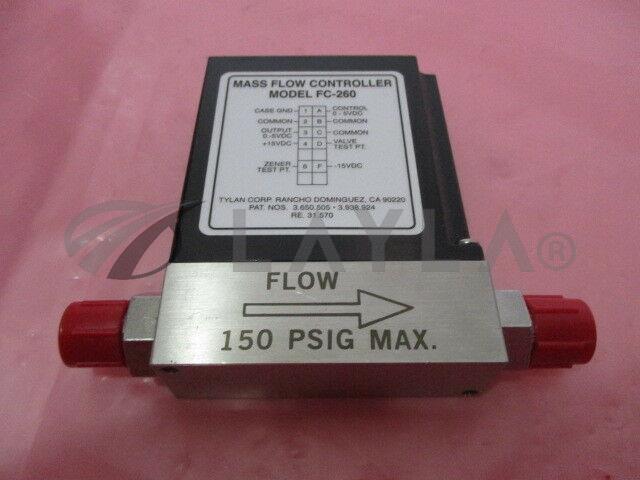 MASS FLOW CONTROLLER
MODEL FC-260
CASE GND 1 A CONTROL 0 - 5VDC
COMMON 2 B COMMON
OUTPUT 0.-5VDC 3 C COMMON
+15VDC 4 D VALVE TEST PT.
ZENER TEST PT. 6 F -15VDC
TYLAN CORP. RANCHO DOMINGUEZ, CA 90220
PAT. NOS. 3.650.505 • 3.938.924
RE. 31.570
LAYLA®
FLOW
150 PSIG MAX.